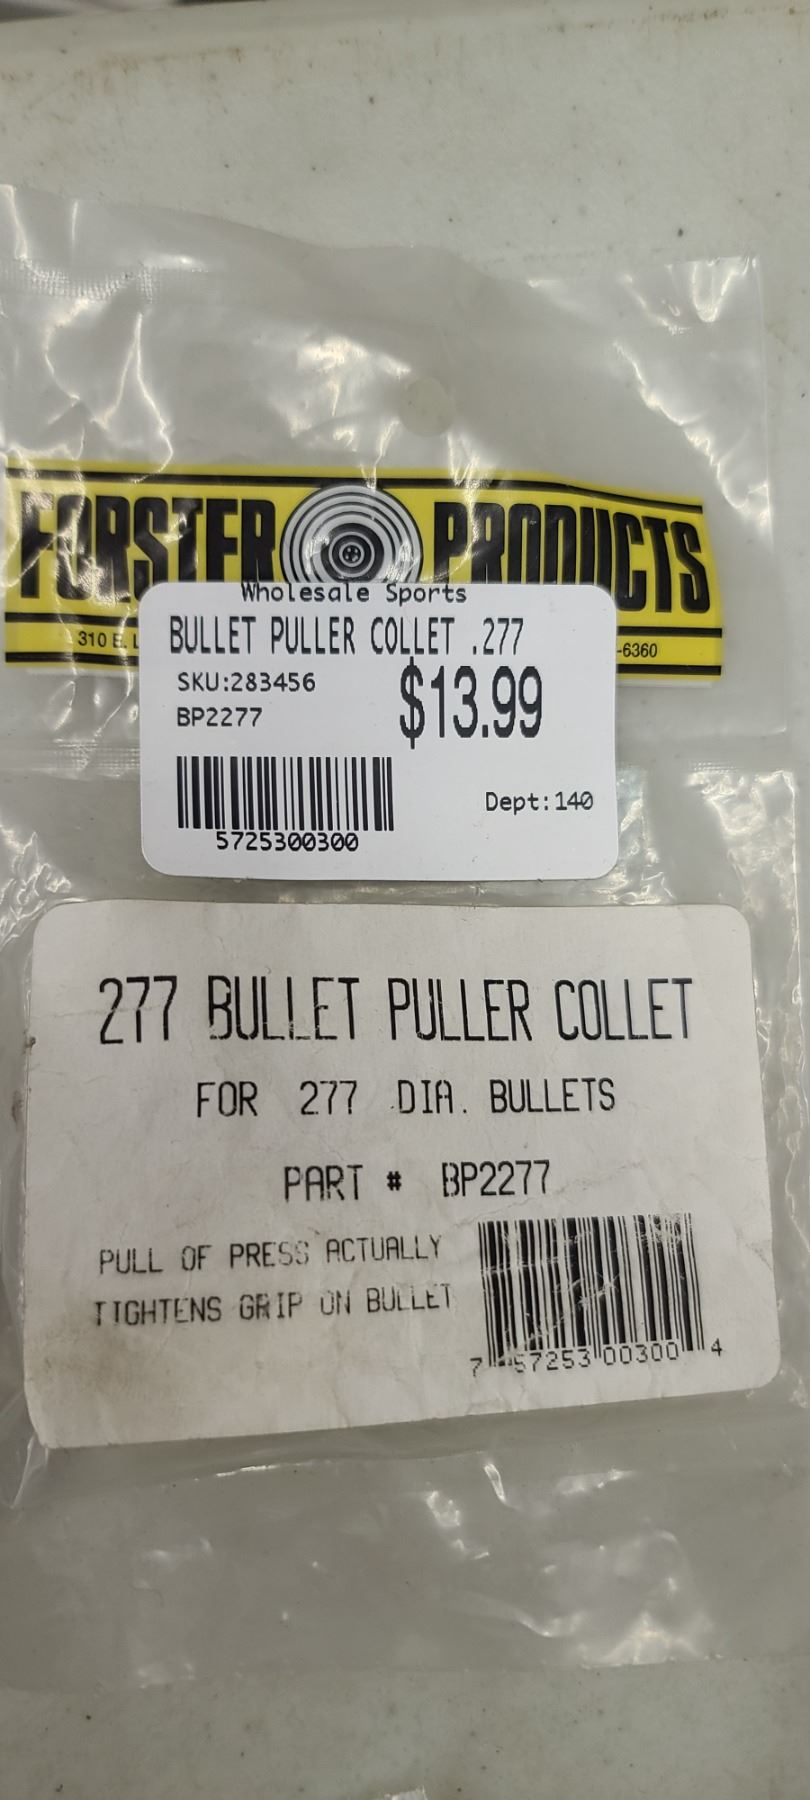 FORSTER PRODUCTS
Wholesale Sports
310 E. L
-6360
BULLET PULLER COLLET .277
SKU:283456
$13.99
BP2277
Dept:140
5725300300
277 BULLET PULLER COLLET
FOR 277 DIA. BULLETS
PART # BP2277
PULL OF PRESS ACTUALLY
TIGHTENS GRIP ON BULLET
7 57253 00300 4